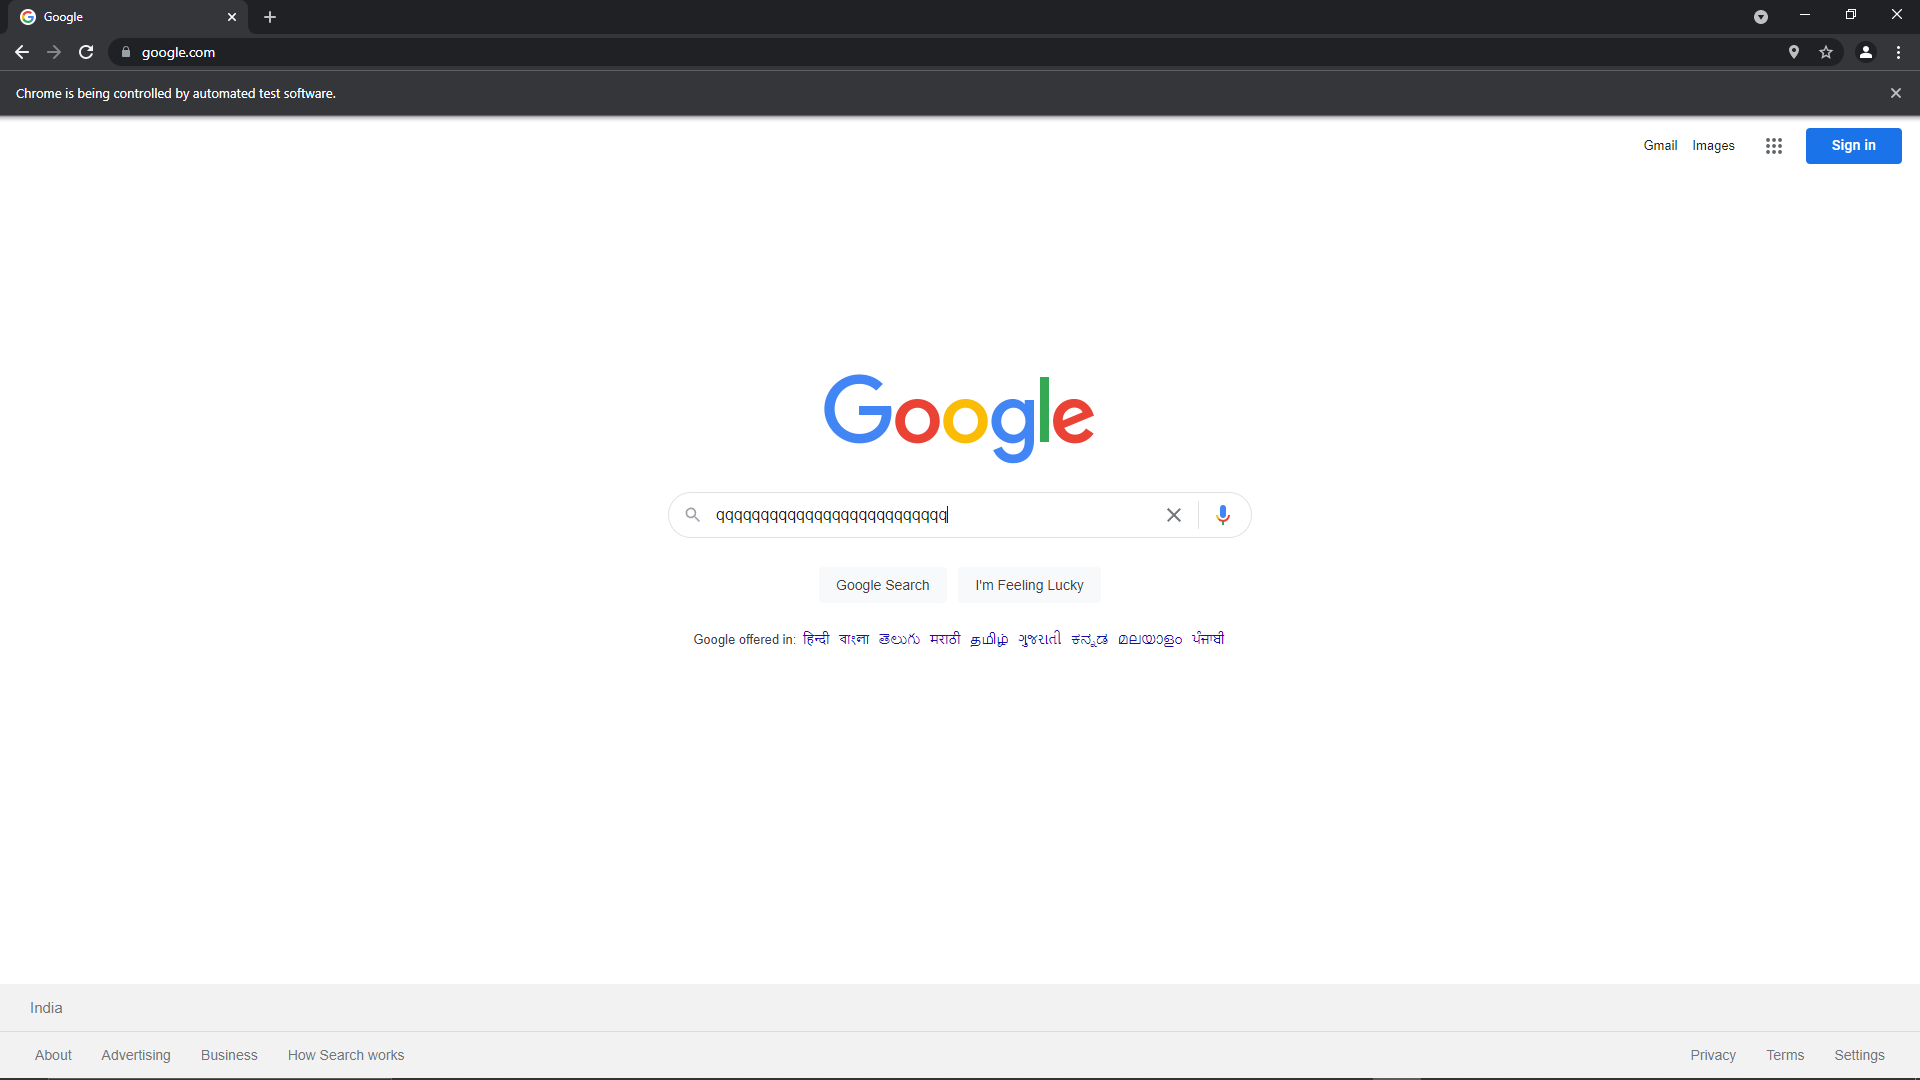 Google
google.com
Chrome is being controlled by automated test software.
Gmail Images Sign in
Google
qqqqqqqqqqqqqqqqqqqqqqqqqq
Google Search I'm Feeling Lucky
Google offered in: हिन्दी বাংলা తెలుగు मराठी தமிழ் ગુજરાતી ಕನ್ನಡ മലയാളം ਪੰਜਾਬੀ
India
About Advertising Business How Search works Privacy Terms Settings